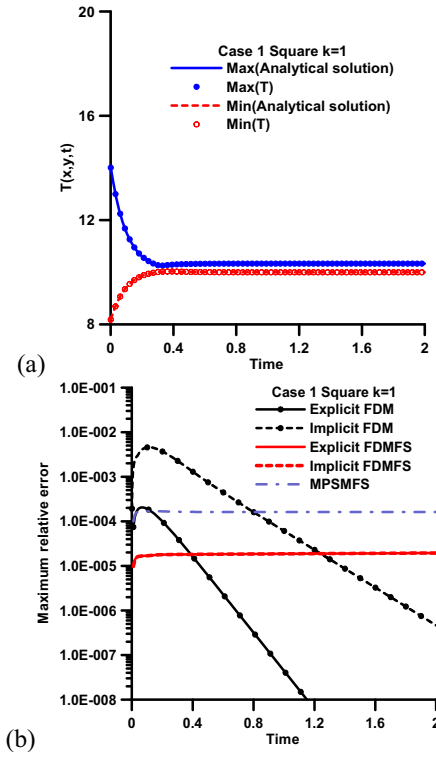 20
16
12
8
T(x,y,t)
Case 1 Square k=1
Max(Analytical solution)
Max(T)
Min(Analytical solution)
Min(T)
0 0.4 0.8 1.2 1.6 2
Time
(a)
1.0E-001
1.0E-002
1.0E-003
1.0E-004
1.0E-005
1.0E-006
1.0E-007
1.0E-008
Maximum relative error
Case 1 Square k=1
Explicit FDM
Implicit FDM
Explicit FDMFS
Implicit FDMFS
MPSMFS
0 0.4 0.8 1.2 1.6 2
Time
(b)